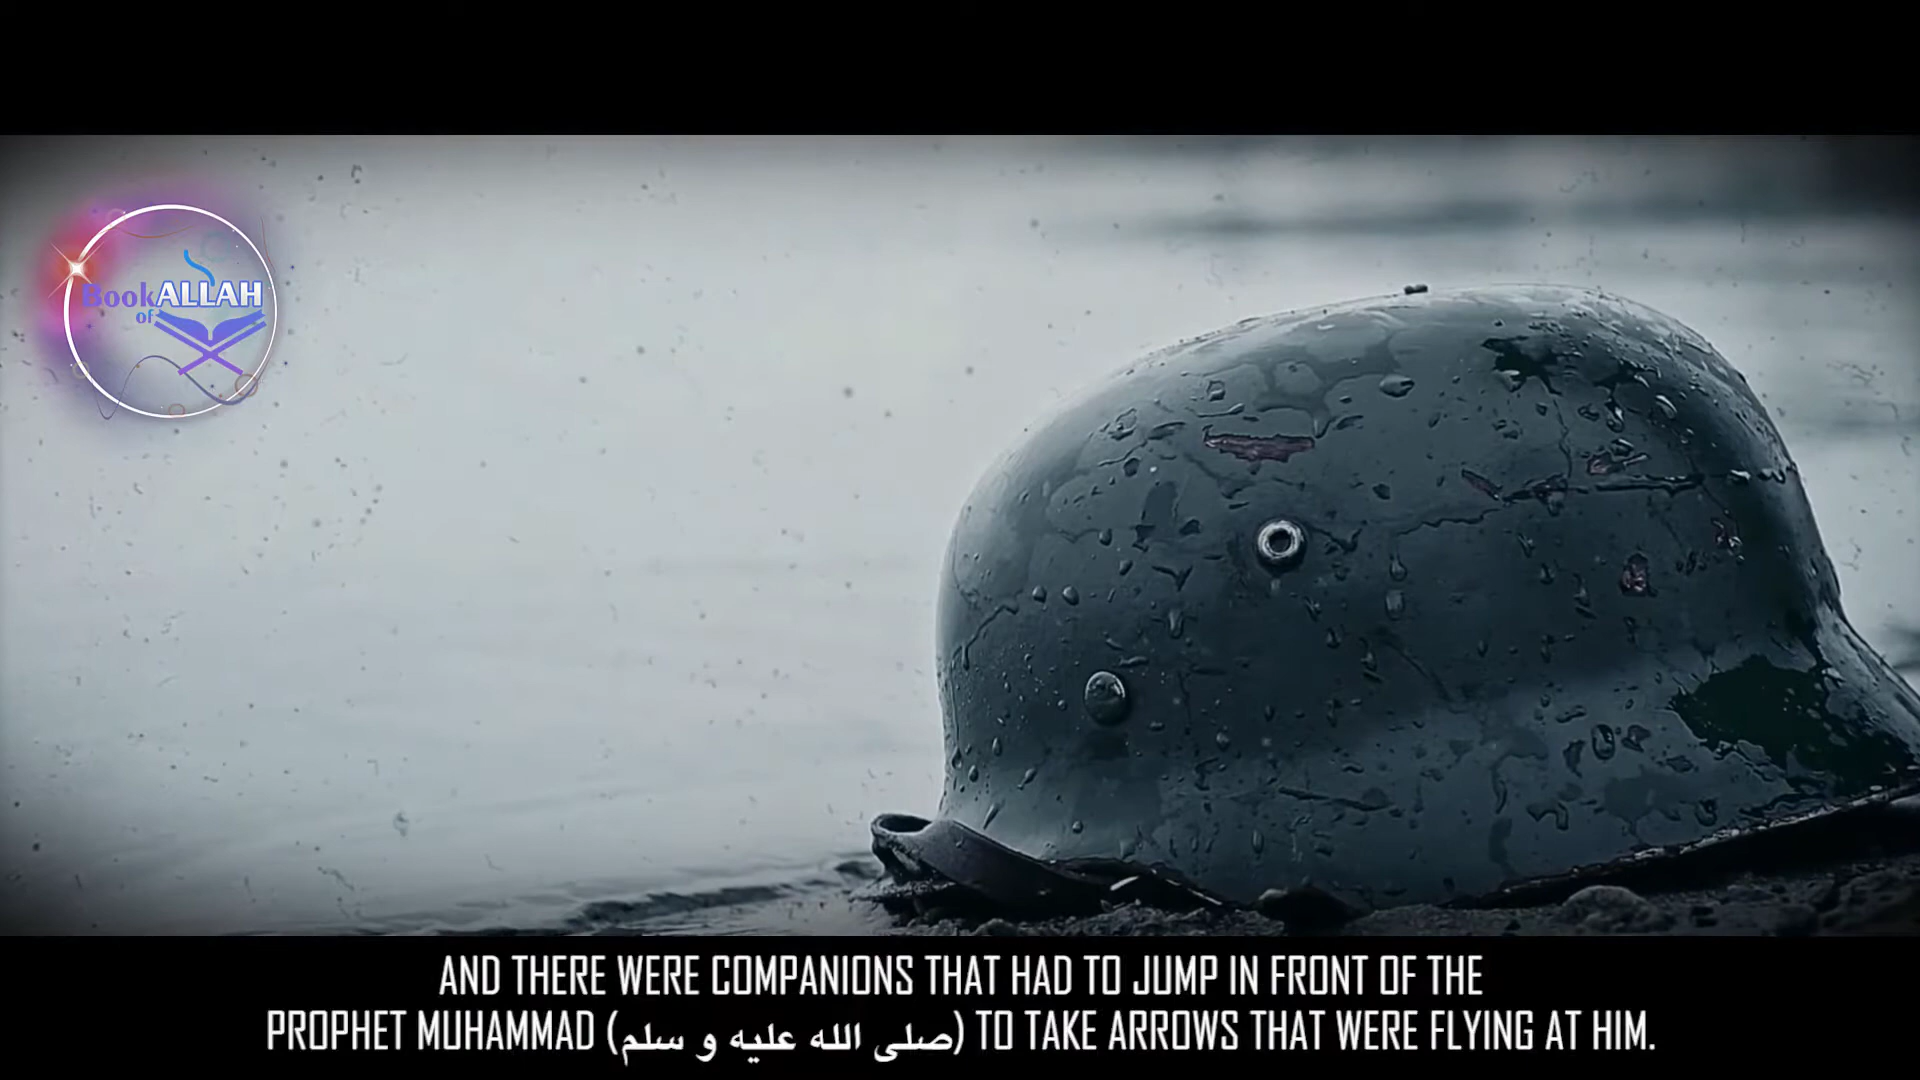 Book ALLAH
of
AND THERE WERE COMPANIONS THAT HAD TO JUMP IN FRONT OF THE
PROPHET MUHAMMAD (صلى الله عليه و سلم) TO TAKE ARROWS THAT WERE FLYING AT HIM.